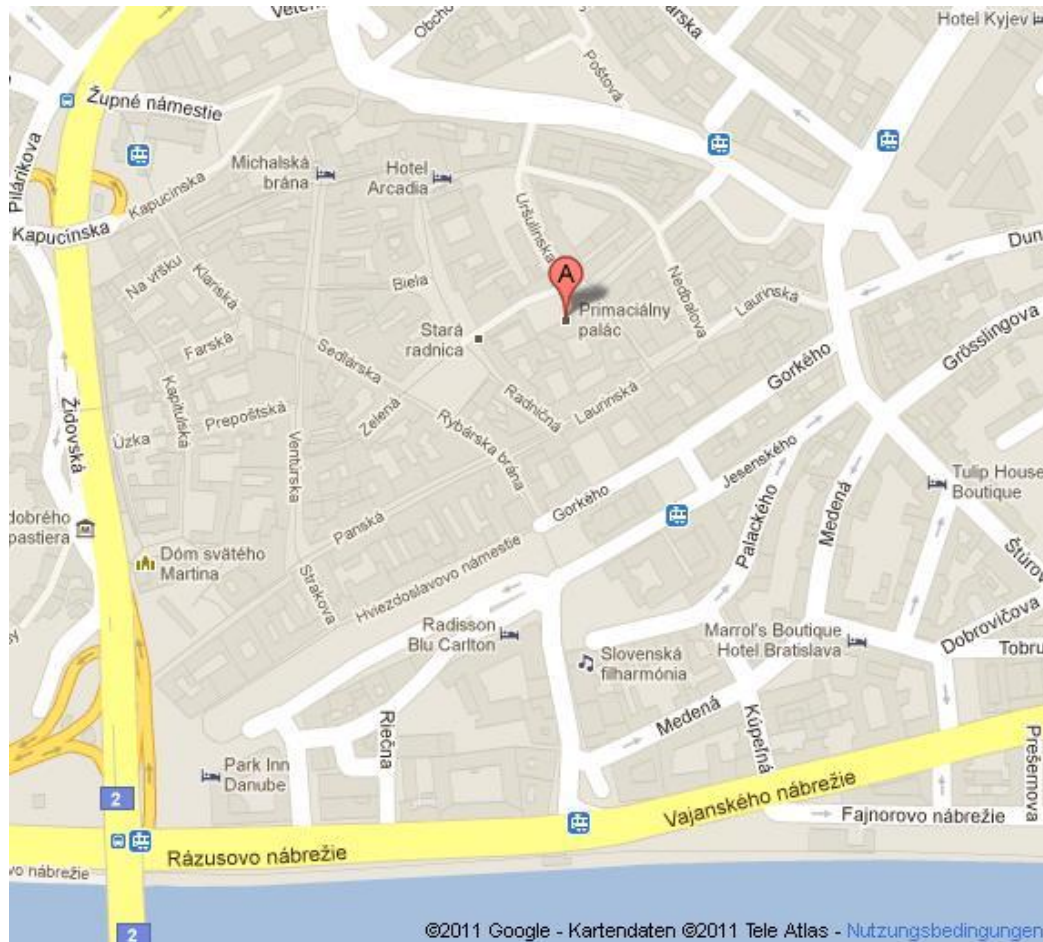 Hotel Kyjev
Poštová
Župné námestie
Pilárikova
Michalská
brána
Hotel
Arcadia
Kapucínska
Kapucínska
Uršulínska
A
Na vŕšku
Klariská
Biela
Nedbalova
Laurinská
Primaciálny
palác
Stará
radnica
Farská
Sedlárska
Gorkého
Grösslingova
Kapitulská
Židovská
Prepoštská
Zelená
Radničná
Laurinská
Rybárska brána
Úzka
Ventúrska
Jesenského
Palackého
Medená
Tulip House
Boutique
Gorkého
Panská
dobrého
pastiera
Dóm svätého
Martina
Strakova
Hviezdoslavovo námestie
Radisson
Blu Carlton
Marrol's Boutique
Hotel Bratislava
Dobrovičova
Slovenská
filharmónia
Medená
Kúpeľná
Riečna
Park Inn
Danube
2
Vajanského nábrežie
Fajnorovo nábrežie
Prešernova
Rázusovo nábrežie
vo nábrežie
2
©2011 Google - Kartendaten ©2011 Tele Atlas - Nutzungsbedingungen